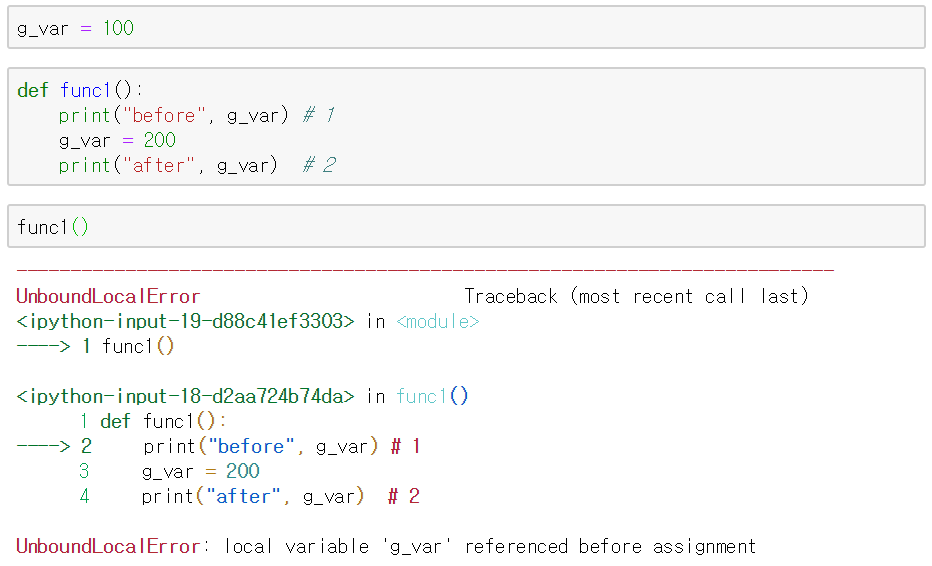 g_var = 100
def func1():
    print("before", g_var) # 1
    g_var = 200
    print("after", g_var)  # 2
func1()
---------------------------------------------------------------------------
UnboundLocalError                         Traceback (most recent call last)
<ipython-input-19-d88c41ef3303> in <module>
----> 1 func1()
<ipython-input-18-d2aa724b74da> in func1()
      1 def func1():
----> 2     print("before", g_var) # 1
      3     g_var = 200
      4     print("after", g_var)  # 2
UnboundLocalError: local variable 'g_var' referenced before assignment